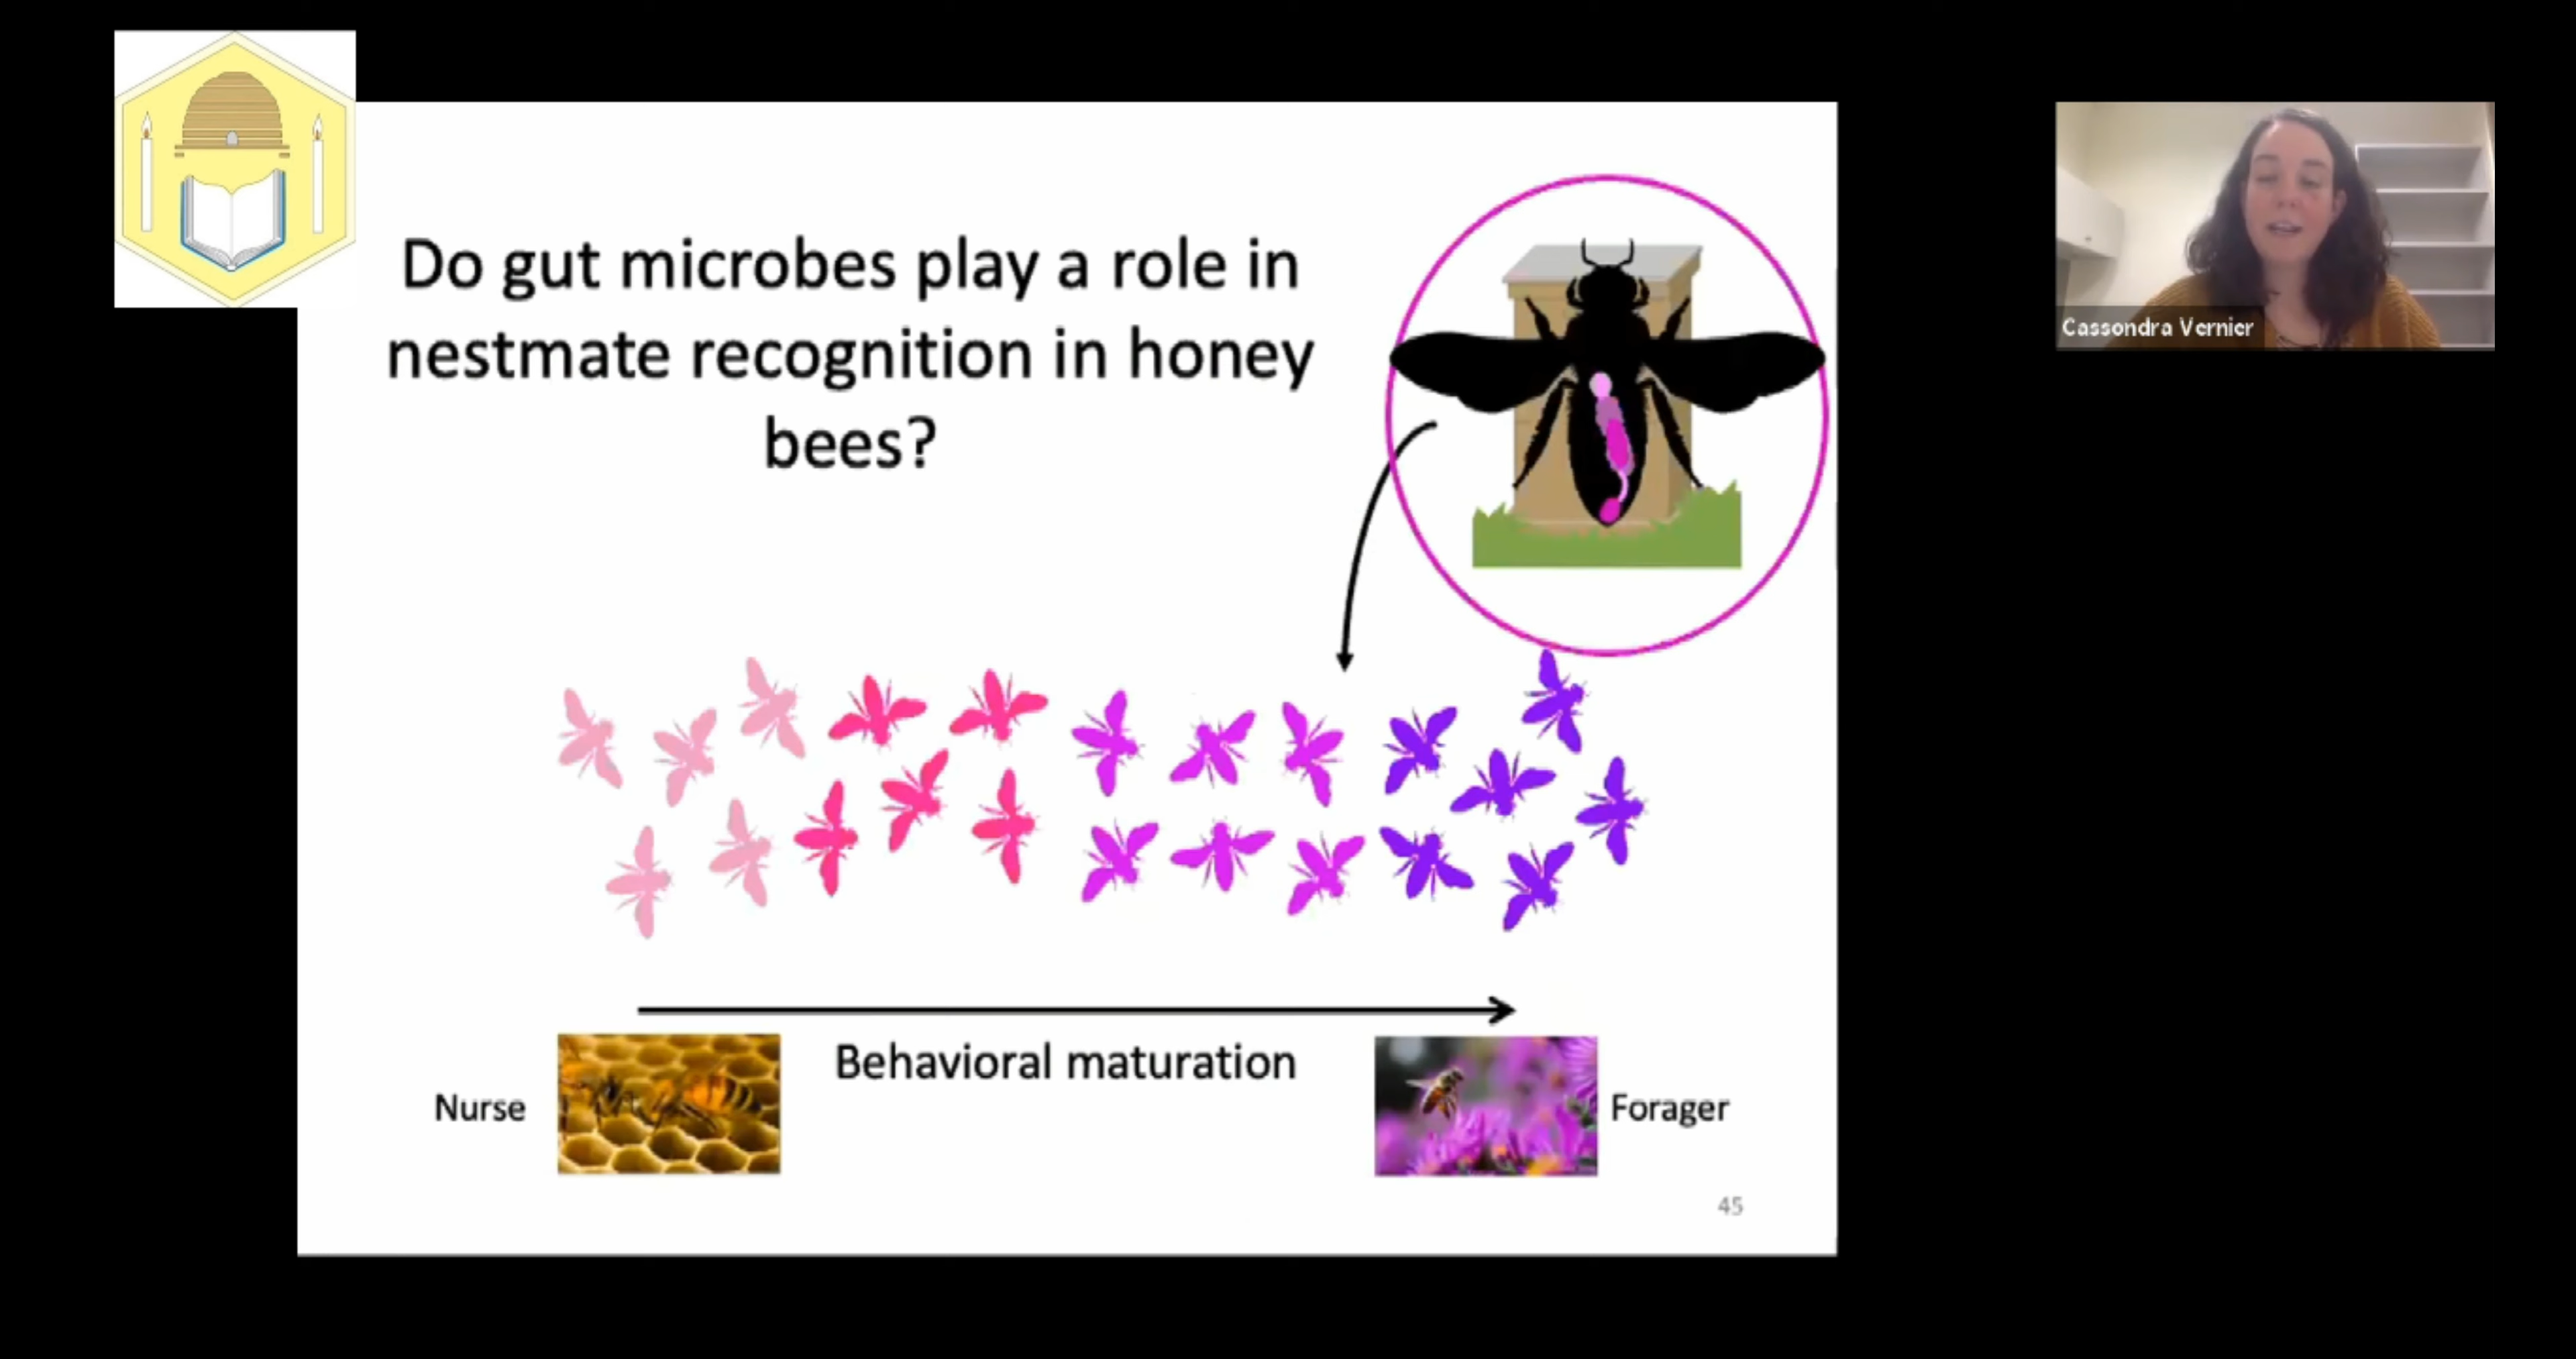 Do gut microbes play a role in
nestmate recognition in honey
bees?
Cassondra Vernier
Behavioral maturation
Nurse
Forager
45